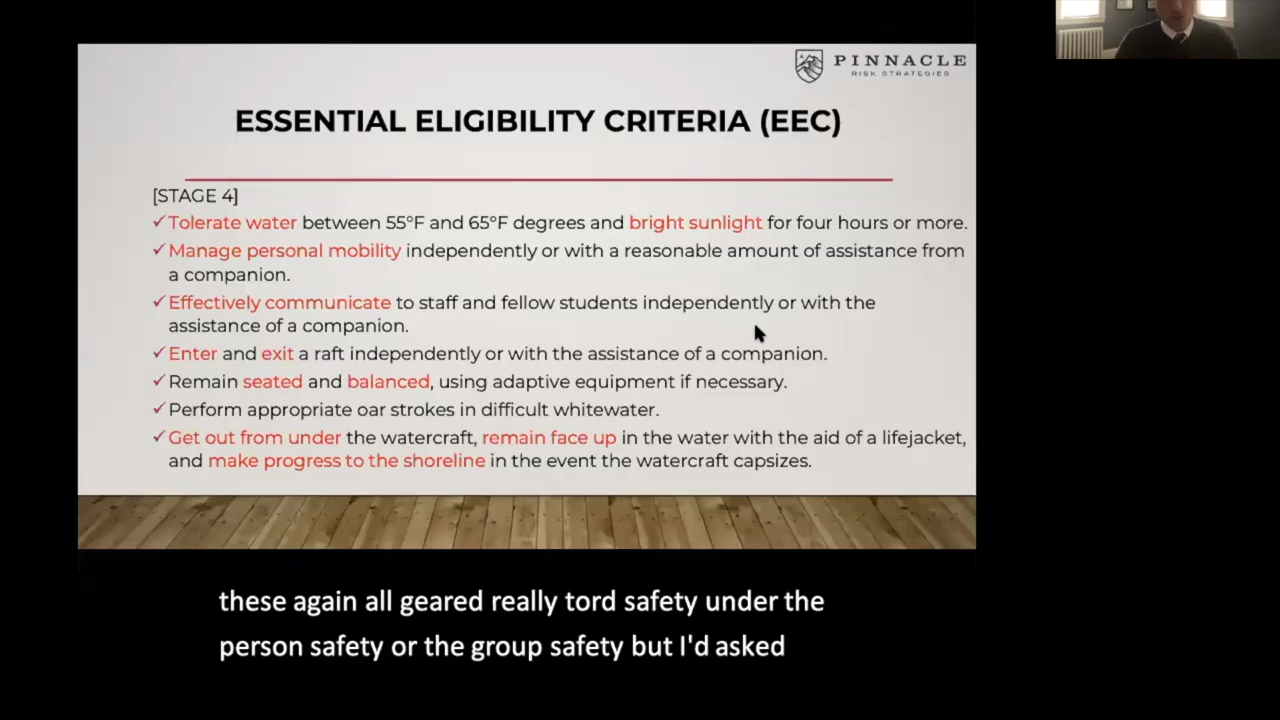 PINNACLE
RISK STRATEGIES
ESSENTIAL ELIGIBILITY CRITERIA (EEC)
[STAGE 4]
✓Tolerate water between 55°F and 65°F degrees and bright sunlight for four hours or more.
✓Manage personal mobility independently or with a reasonable amount of assistance from
a companion.
✓Effectively communicate to staff and fellow students independently or with the
assistance of a companion.
✓Enter and exit a raft independently or with the assistance of a companion.
✓Remain seated and balanced, using adaptive equipment if necessary.
✓Perform appropriate oar strokes in difficult whitewater.
✓Get out from under the watercraft, remain face up in the water with the aid of a lifejacket,
and make progress to the shoreline in the event the watercraft capsizes.
these again all geared really tord safety under the
person safety or the group safety but I'd asked